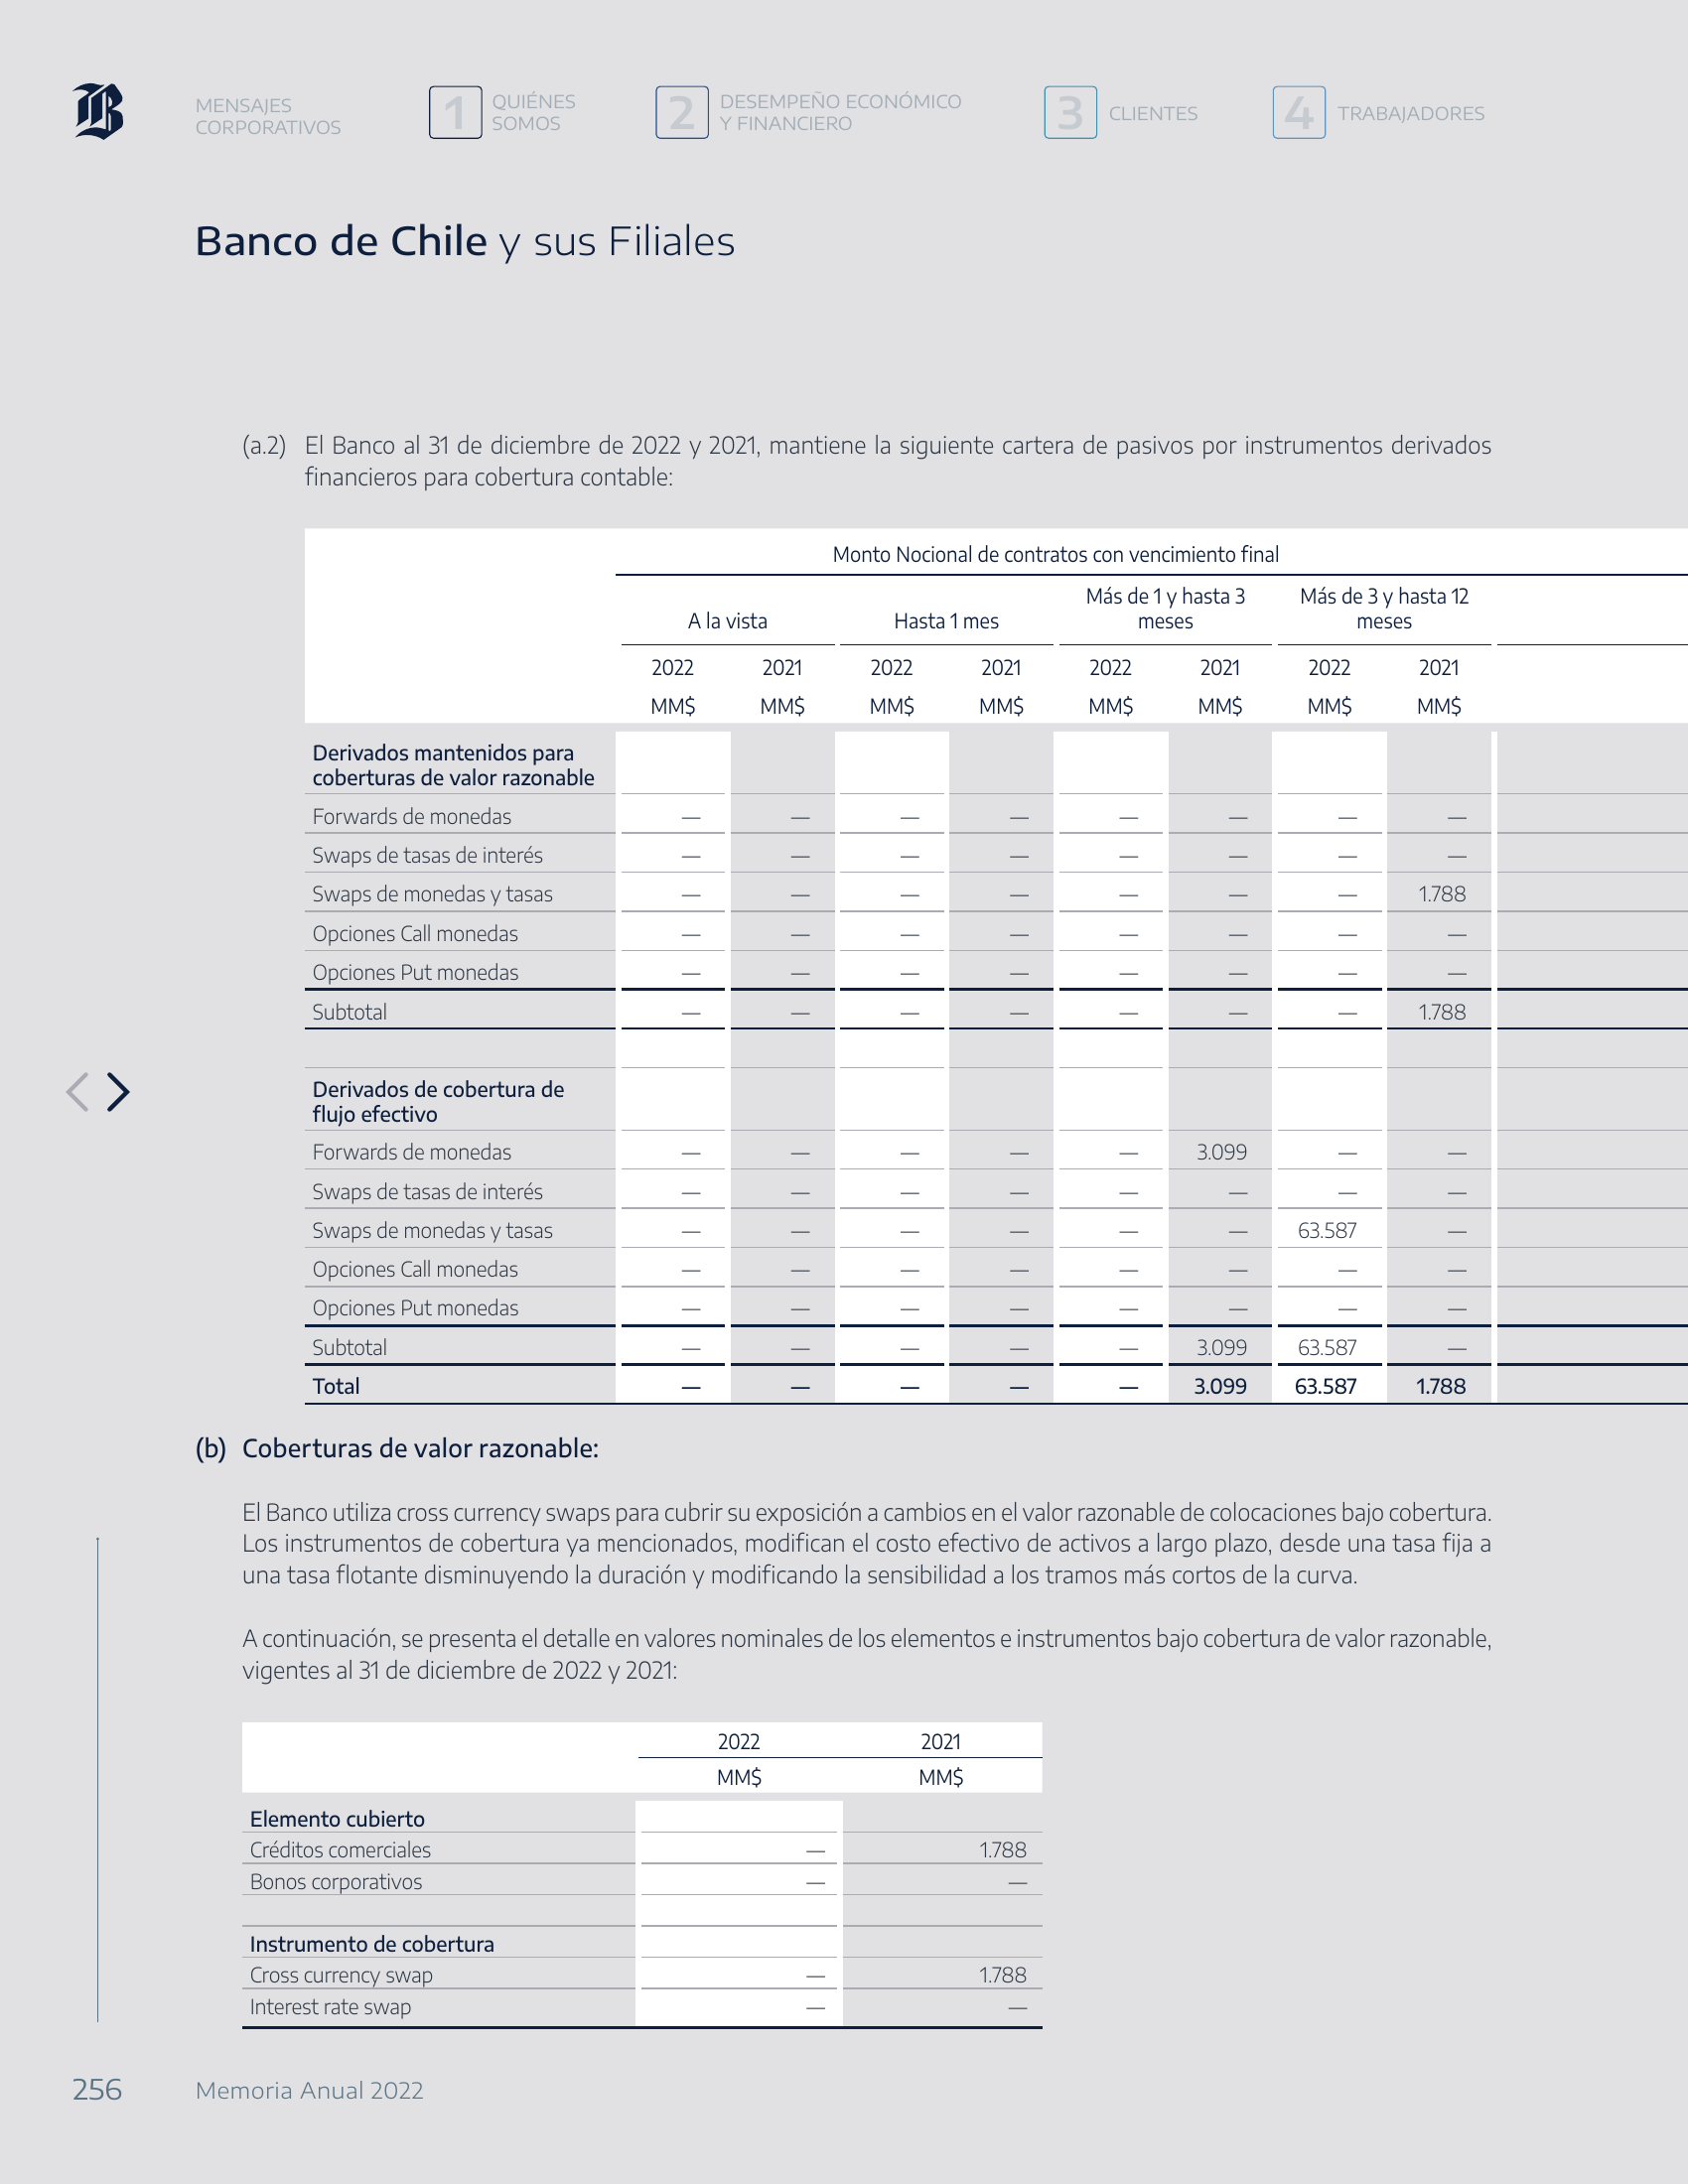 B
MENSAJES
CORPORATIVOS
1 QUIÉNES
SOMOS
2 DESEMPEÑO ECONÓMICO
Y FINANCIERO
3 CLIENTES
4 TRABAJADORES
Banco de Chile y sus Filiales
(a.2) El Banco al 31 de diciembre de 2022 y 2021, mantiene la siguiente cartera de pasivos por instrumentos derivados
financieros para cobertura contable:
Monto Nocional de contratos con vencimiento final
A la vista Hasta 1 mes Más de 1 y hasta 3 meses Más de 3 y hasta 12 meses
2022 2021 2022 2021 2022 2021 2022 2021
MM$ MM$ MM$ MM$ MM$ MM$ MM$ MM$
Derivados mantenidos para
coberturas de valor razonable
Forwards de monedas — — — — — — — —
Swaps de tasas de interés — — — — — — — —
Swaps de monedas y tasas — — — — — — — 1.788
Opciones Call monedas — — — — — — — —
Opciones Put monedas — — — — — — — —
Subtotal — — — — — — — 1.788
Derivados de cobertura de
flujo efectivo
Forwards de monedas — — — — — 3.099 — —
Swaps de tasas de interés — — — — — — — —
Swaps de monedas y tasas — — — — — — 63.587 —
Opciones Call monedas — — — — — — — —
Opciones Put monedas — — — — — — — —
Subtotal — — — — — 3.099 63.587 —
Total — — — — — 3.099 63.587 1.788
(b) Coberturas de valor razonable:
El Banco utiliza cross currency swaps para cubrir su exposición a cambios en el valor razonable de colocaciones bajo cobertura.
Los instrumentos de cobertura ya mencionados, modifican el costo efectivo de activos a largo plazo, desde una tasa fija a
una tasa flotante disminuyendo la duración y modificando la sensibilidad a los tramos más cortos de la curva.
A continuación, se presenta el detalle en valores nominales de los elementos e instrumentos bajo cobertura de valor razonable,
vigentes al 31 de diciembre de 2022 y 2021:
2022 2021
MM$ MM$
Elemento cubierto
Créditos comerciales — 1.788
Bonos corporativos — —
Instrumento de cobertura
Cross currency swap — 1.788
Interest rate swap — —
256 Memoria Anual 2022